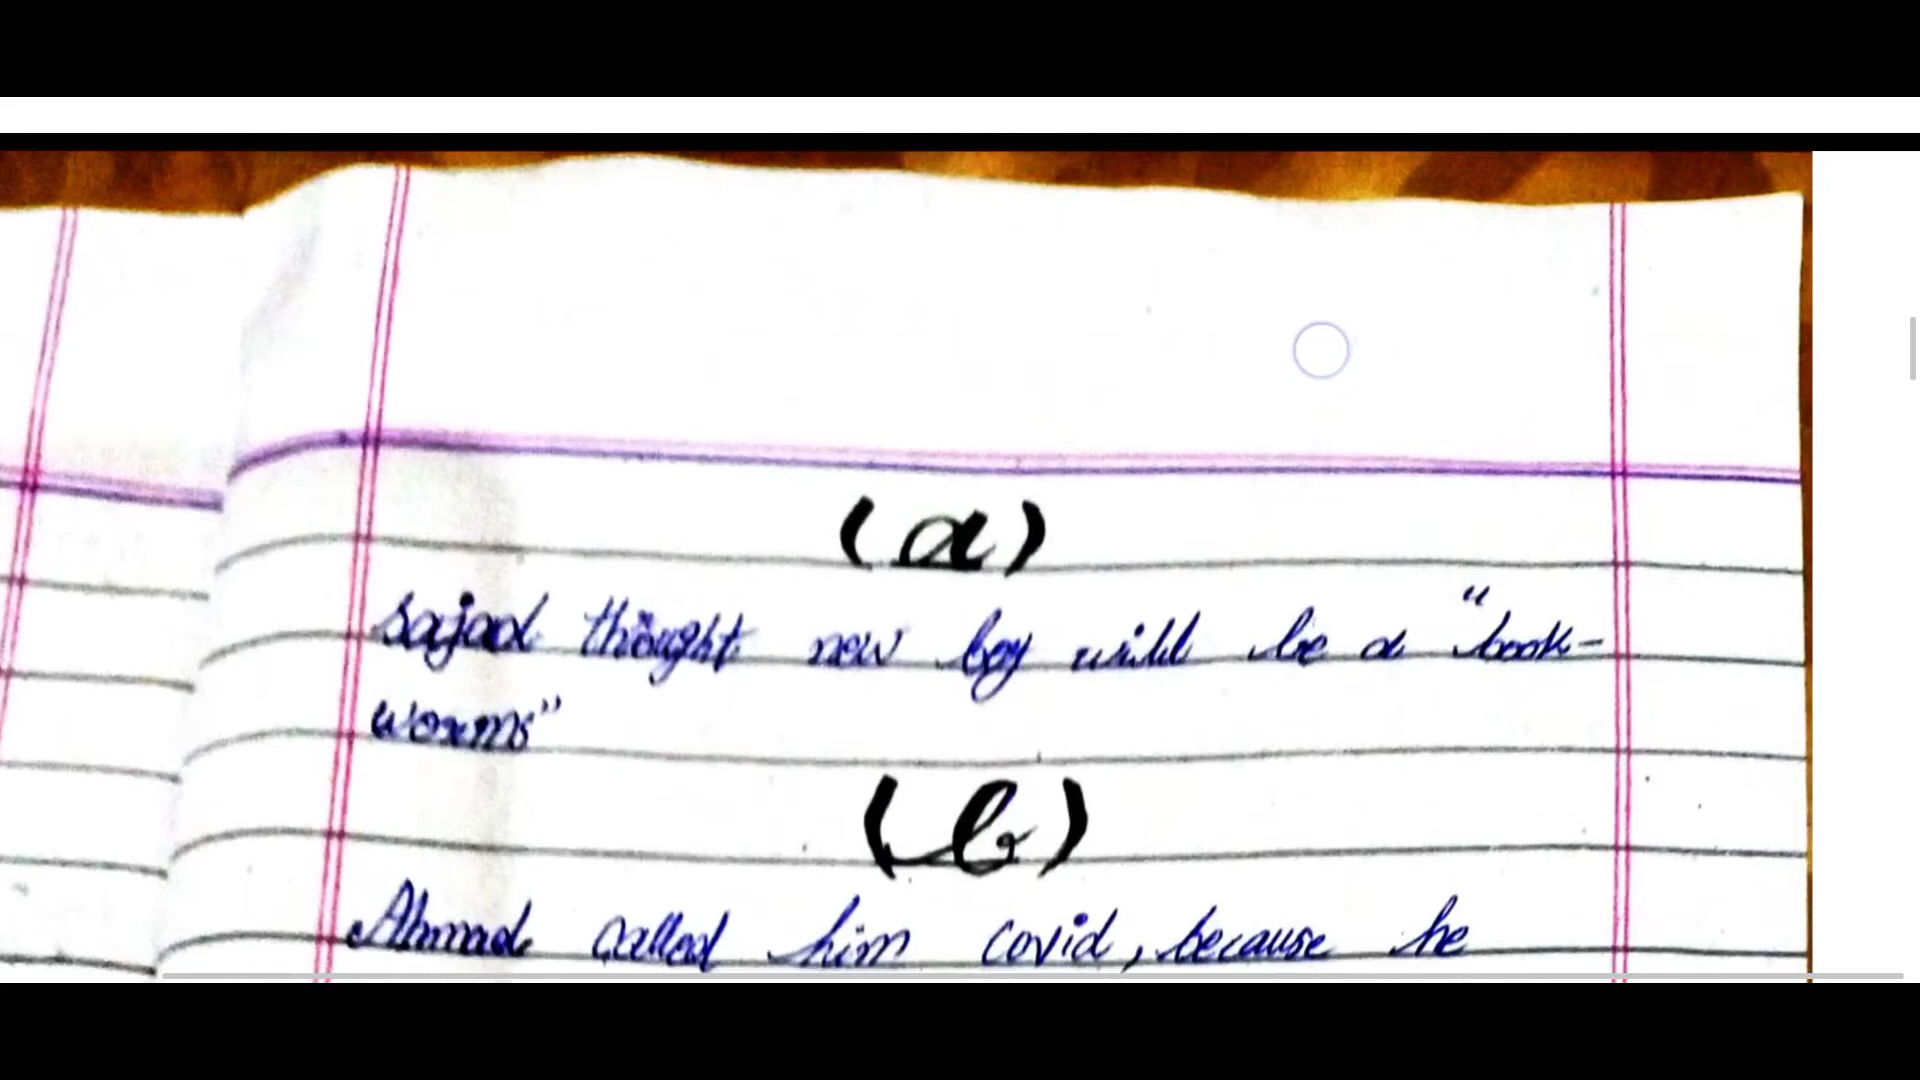 (a)
Sajad thought new boy will be a "book-
worms"
(b)
Ahmad called him covid, because he